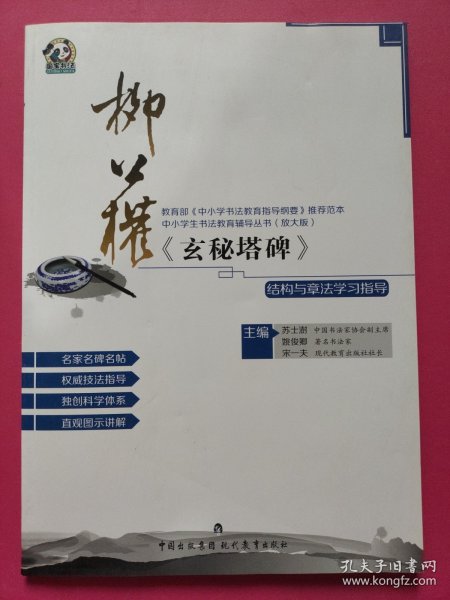 柳公權
教育部《中小学书法教育指导纲要》推荐范本
中小学生书法教育辅导丛书（放大版）
《玄秘塔碑》
结构与章法学习指导
主编 苏士澍 中国书法家协会副主席
骆俊卿 著名书法家
宋一夫 现代教育出版社社长
名家名碑名帖
权威技法指导
独创科学体系
直观图示讲解
中国出版集团 现代教育出版社
孔夫子旧书网
www.kongfz.com